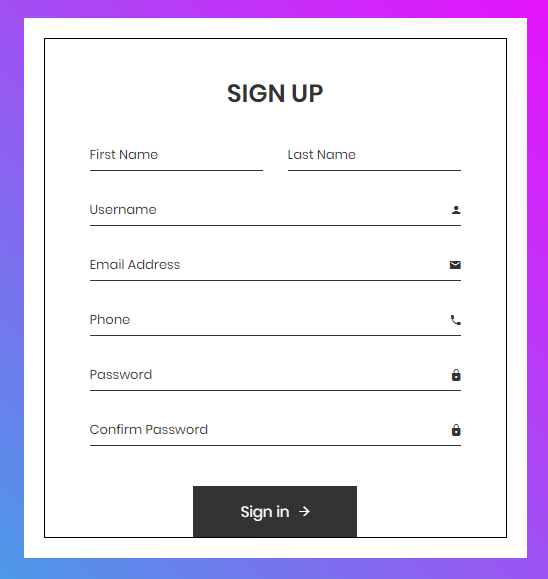 SIGN UP
First Name Last Name
Username
Email Address
Phone
Password
Confirm Password
Sign in →